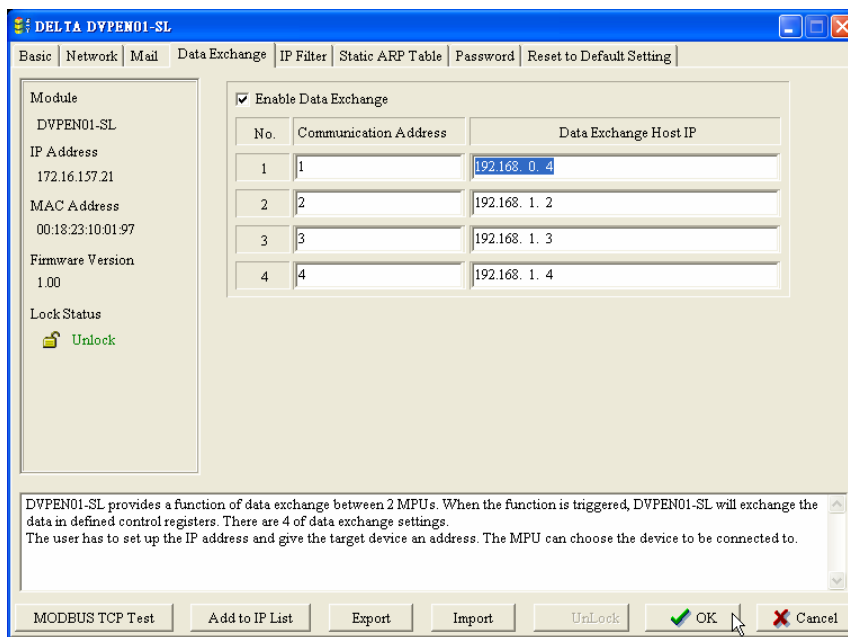 DELTA DVPEN01-SL
Basic Network Mail Data Exchange IP Filter Static ARP Table Password Reset to Default Setting
Module
DVPEN01-SL
IP Address
172.16.157.21
MAC Address
00:18:23:10:01:97
Firmware Version
1.00
Lock Status
Unlock
Enable Data Exchange
No. Communication Address Data Exchange Host IP
1 1 192.168. 0. 4
2 2 192.168. 1. 2
3 3 192.168. 1. 3
4 4 192.168. 1. 4
DVPEN01-SL provides a function of data exchange between 2 MPUs. When the function is triggered, DVPEN01-SL will exchange the
data in defined control registers. There are 4 of data exchange settings.
The user has to set up the IP address and give the target device an address. The MPU can choose the device to be connected to.
MODBUS TCP Test Add to IP List Export Import UnLock OK Cancel